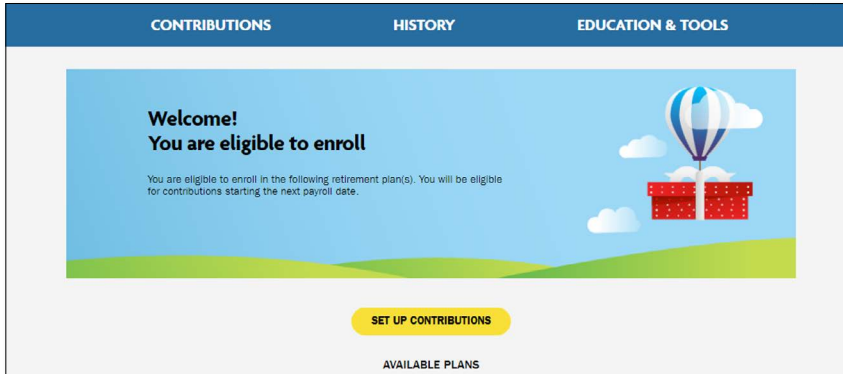 CONTRIBUTIONS HISTORY EDUCATION & TOOLS
Welcome!
You are eligible to enroll
You are eligible to enroll in the following retirement plan(s). You will be eligible
for contributions starting the next payroll date.
SET UP CONTRIBUTIONS
AVAILABLE PLANS